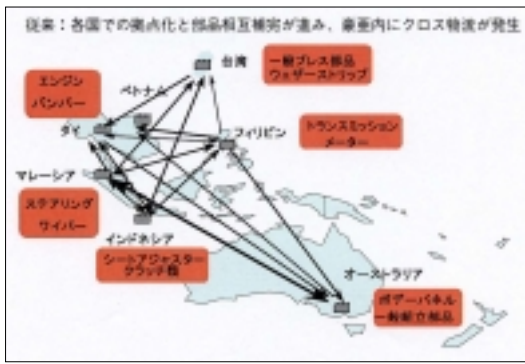 従来：各国での拠点化と部品相互補完が進み、豪亜内にクロス物流が発生
台湾
一般プレス部品
ウェザーストリップ
エンジン
バンパー
ベトナム
タイ
フィリピン
トランスミッション
メーター
マレーシア
ステアリング
ワイパー
インドネシア
シートアジャスター
クラッチ類
オーストラリア
ボデーパネル
一般組立部品